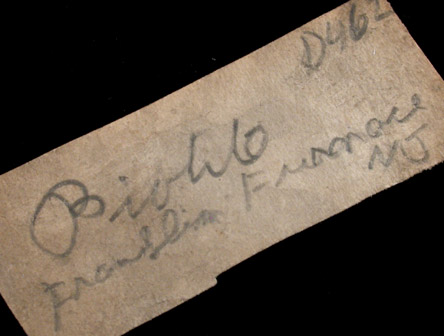 D462
Biotite
Franklin Furnace
NJ